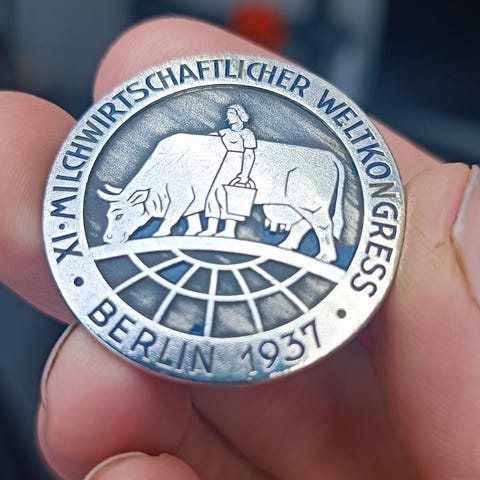 XI · MILCHWIRTSCHAFTLICHER WELTKONGRESS
· BERLIN 1937 ·